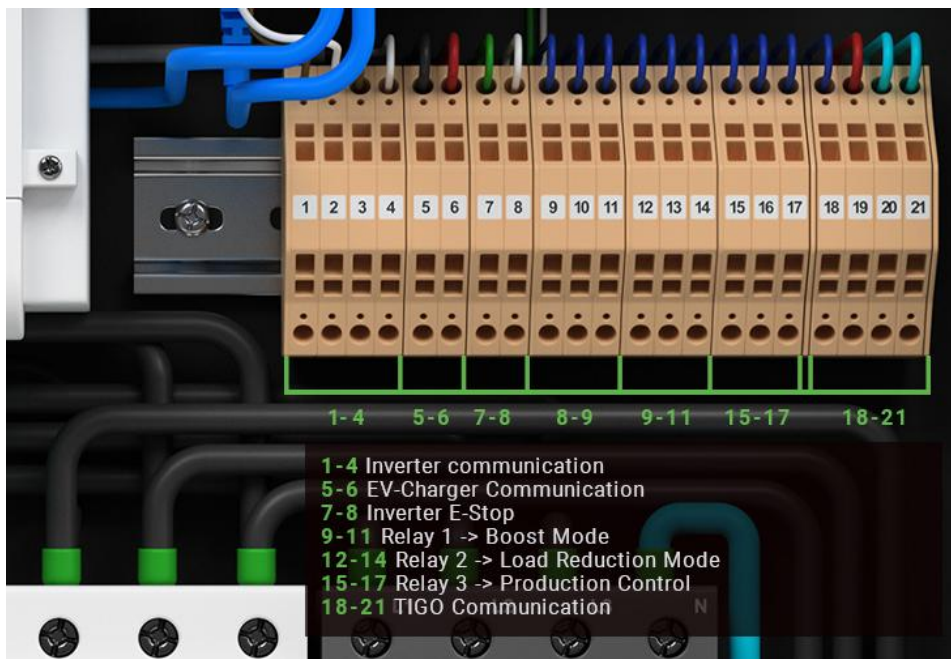 1 2 3 4 5 6 7 8 9 10 11 12 13 14 15 16 17 18 19 20 21
1-4 5-6 7-8 8-9 9-11 15-17 18-21
1-4 Inverter communication
5-6 EV-Charger Communication
7-8 Inverter E-Stop
9-11 Relay 1 -> Boost Mode
12-14 Relay 2 -> Load Reduction Mode
15-17 Relay 3 -> Production Control
18-21 TIGO Communication
N